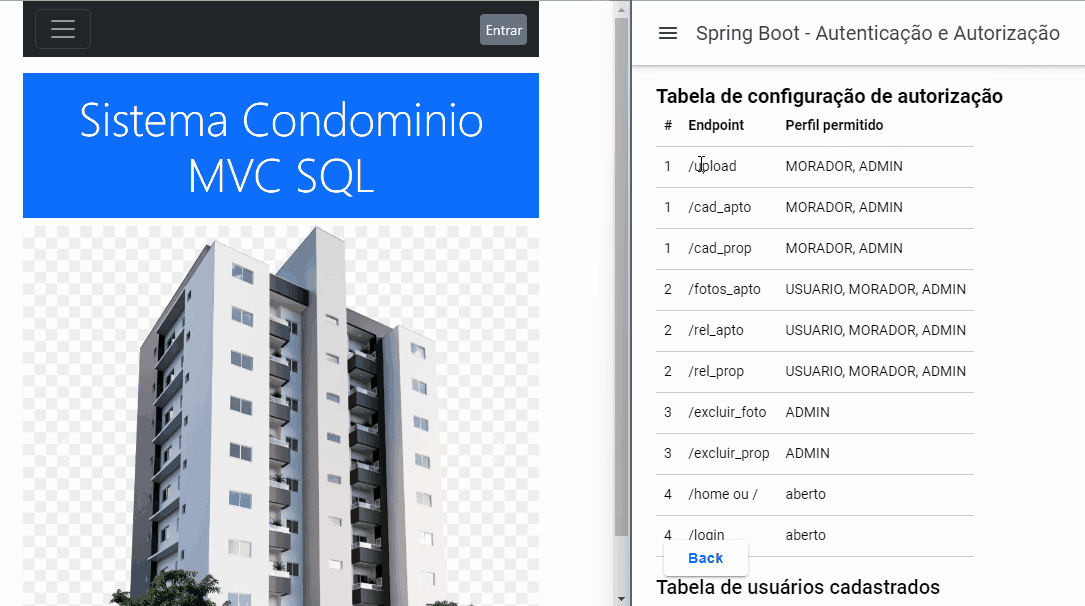 Entrar
Sistema Condominio
MVC SQL
Spring Boot - Autenticação e Autorização
Tabela de configuração de autorização
# Endpoint Perfil permitido
1 /upload MORADOR, ADMIN
1 /cad_apto MORADOR, ADMIN
1 /cad_prop MORADOR, ADMIN
2 /fotos_apto USUARIO, MORADOR, ADMIN
2 /rel_apto USUARIO, MORADOR, ADMIN
2 /rel_prop USUARIO, MORADOR, ADMIN
3 /excluir_foto ADMIN
3 /excluir_prop ADMIN
4 /home ou / aberto
4 /login aberto
Back
Tabela de usuários cadastrados